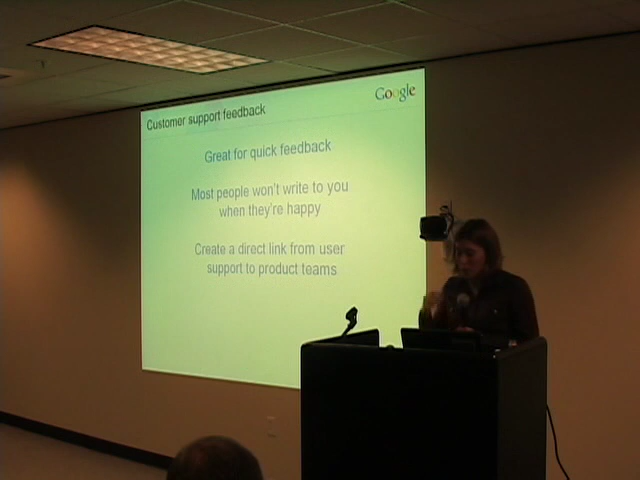 Customer support feedback
Google
Great for quick feedback
Most people won't write to you
when they're happy
Create a direct link from user
support to product teams